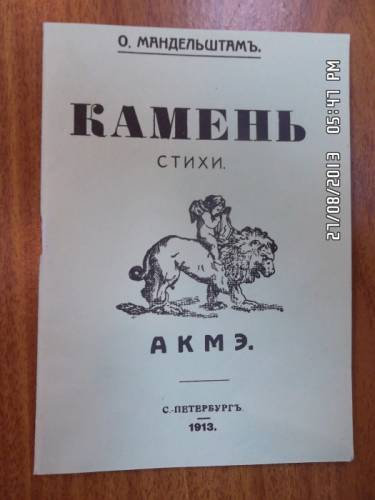 О. МАНДЕЛЬШТАМЪ.
КАМЕНЬ
СТИХИ.
АКМЭ.
С.-ПЕТЕРБУРГЪ
1913.
27/08/2013 05:47 PM